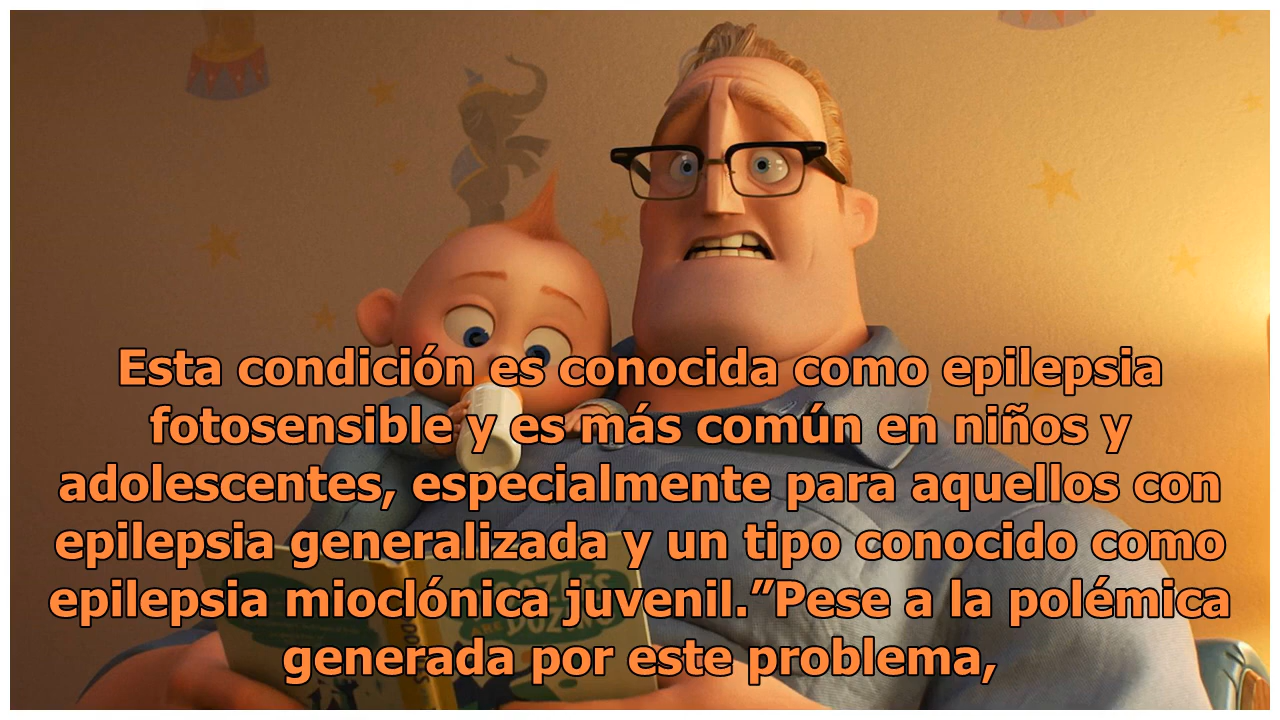 Esta condición es conocida como epilepsia
fotosensible y es más común en niños y
adolescentes, especialmente para aquellos con
epilepsia generalizada y un tipo conocido como
epilepsia mioclónica juvenil.”Pese a la polémica
generada por este problema,